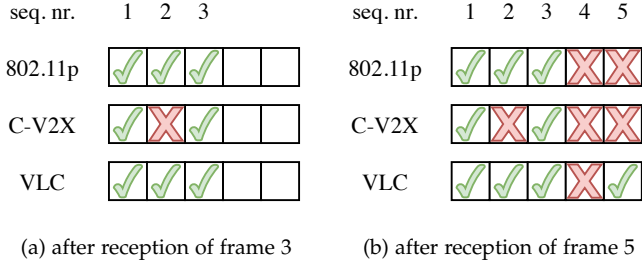 seq. nr. 1 2 3
802.11p
C-V2X
VLC
(a) after reception of frame 3
seq. nr. 1 2 3 4 5
802.11p
C-V2X
VLC
(b) after reception of frame 5